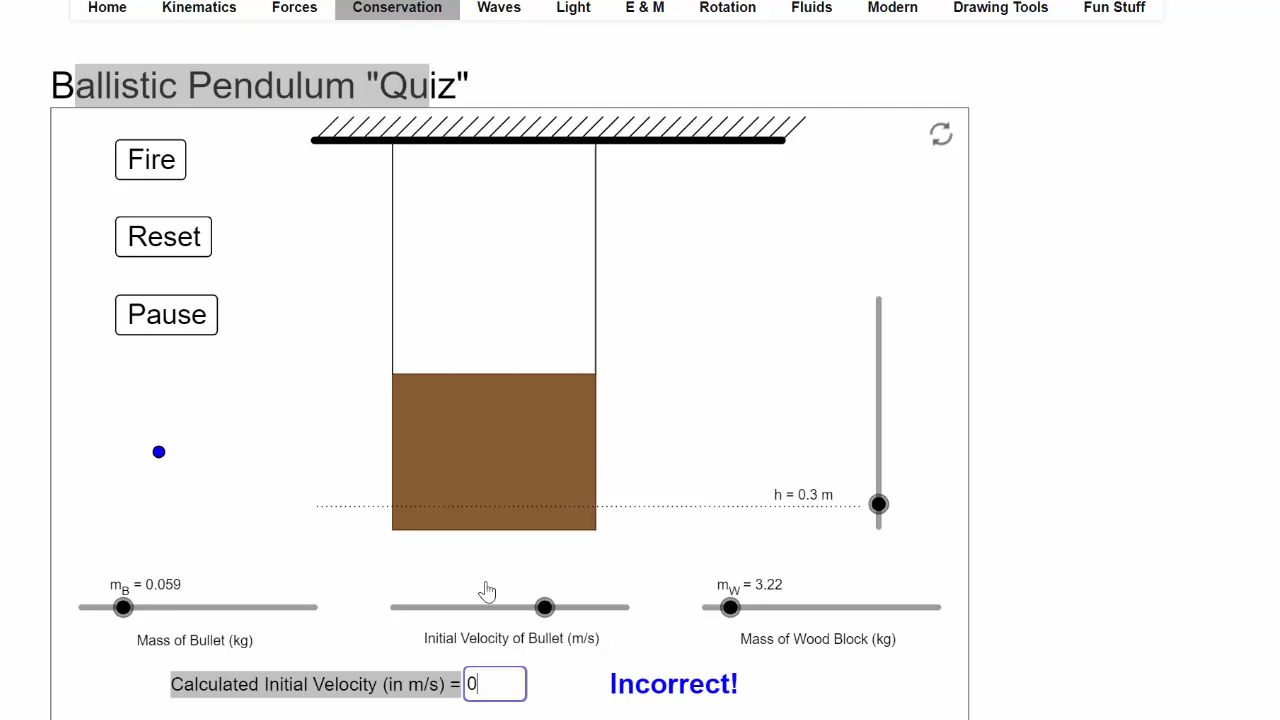 Home Kinematics Forces Conservation Waves Light E & M Rotation Fluids Modern Drawing Tools Fun Stuff
Ballistic Pendulum "Quiz"
Fire
Reset
Pause
h = 0.3 m
mB = 0.059
mW = 3.22
Mass of Bullet (kg)
Initial Velocity of Bullet (m/s)
Mass of Wood Block (kg)
Calculated Initial Velocity (in m/s) = 0
Incorrect!